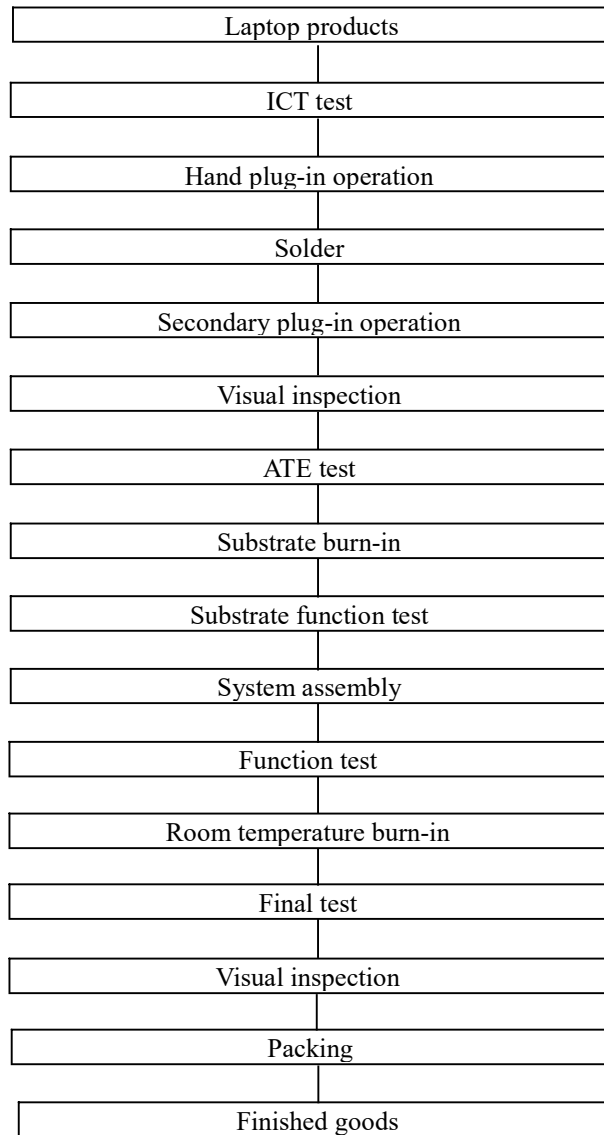 Laptop products
ICT test
Hand plug-in operation
Solder
Secondary plug-in operation
Visual inspection
ATE test
Substrate burn-in
Substrate function test
System assembly
Function test
Room temperature burn-in
Final test
Visual inspection
Packing
Finished goods